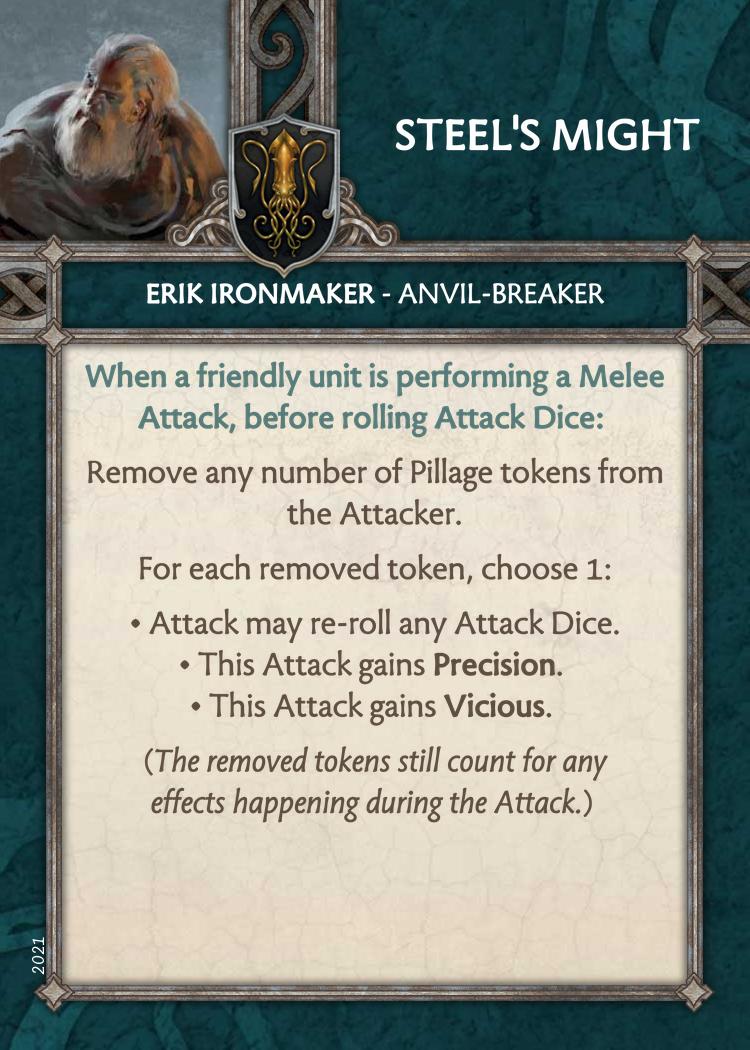 STEEL'S MIGHT
ERIK IRONMAKER - ANVIL-BREAKER
When a friendly unit is performing a Melee
Attack, before rolling Attack Dice:
Remove any number of Pillage tokens from
the Attacker.
For each removed token, choose 1:
• Attack may re-roll any Attack Dice.
• This Attack gains Precision.
• This Attack gains Vicious.
(The removed tokens still count for any
effects happening during the Attack.)
2021